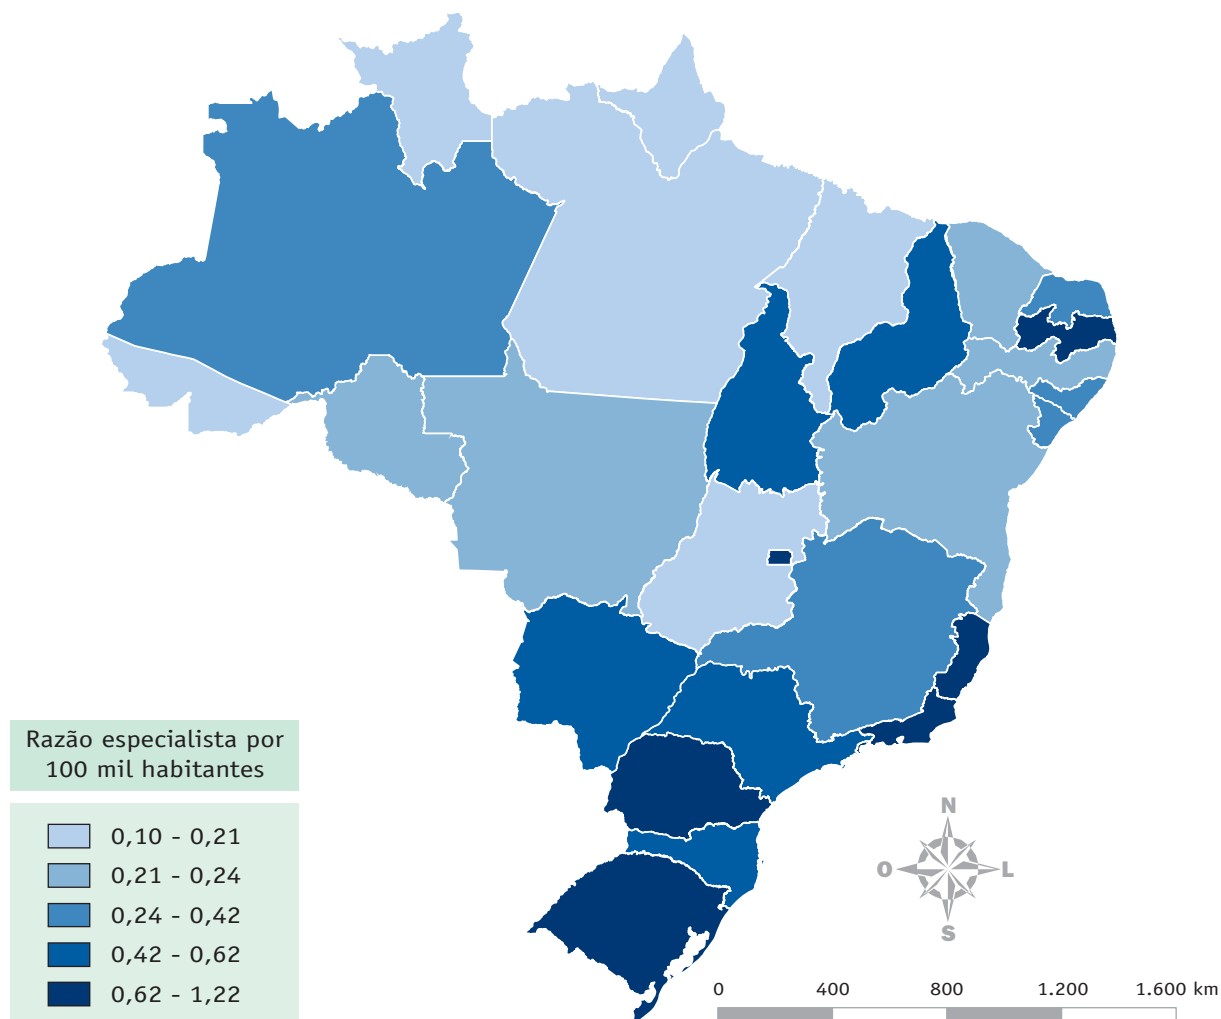 Razão especialista por
100 mil habitantes
0,10 - 0,21
0,21 - 0,24
0,24 - 0,42
0,42 - 0,62
0,62 - 1,22
N
O L
S
0 400 800 1.200 1.600 km